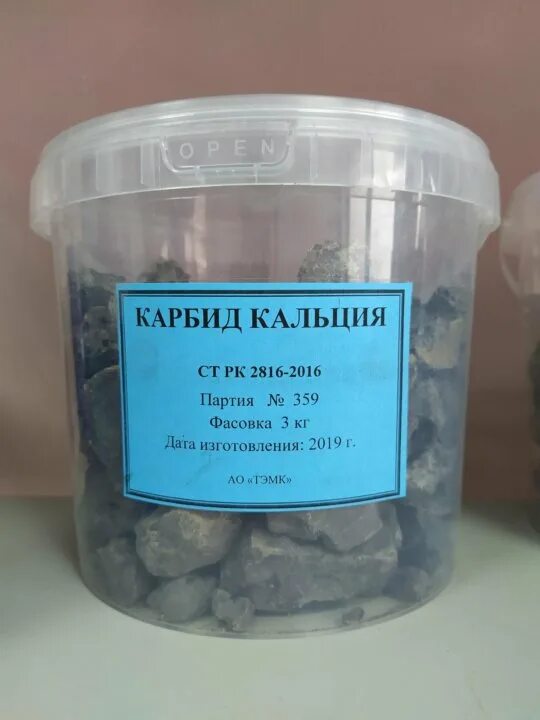 OPEN
КАРБИД КАЛЬЦИЯ
СТ РК 2816-2016
Партия № 359
Фасовка 3 кг
Дата изготовления: 2019 г.
АО «ТЭМК»